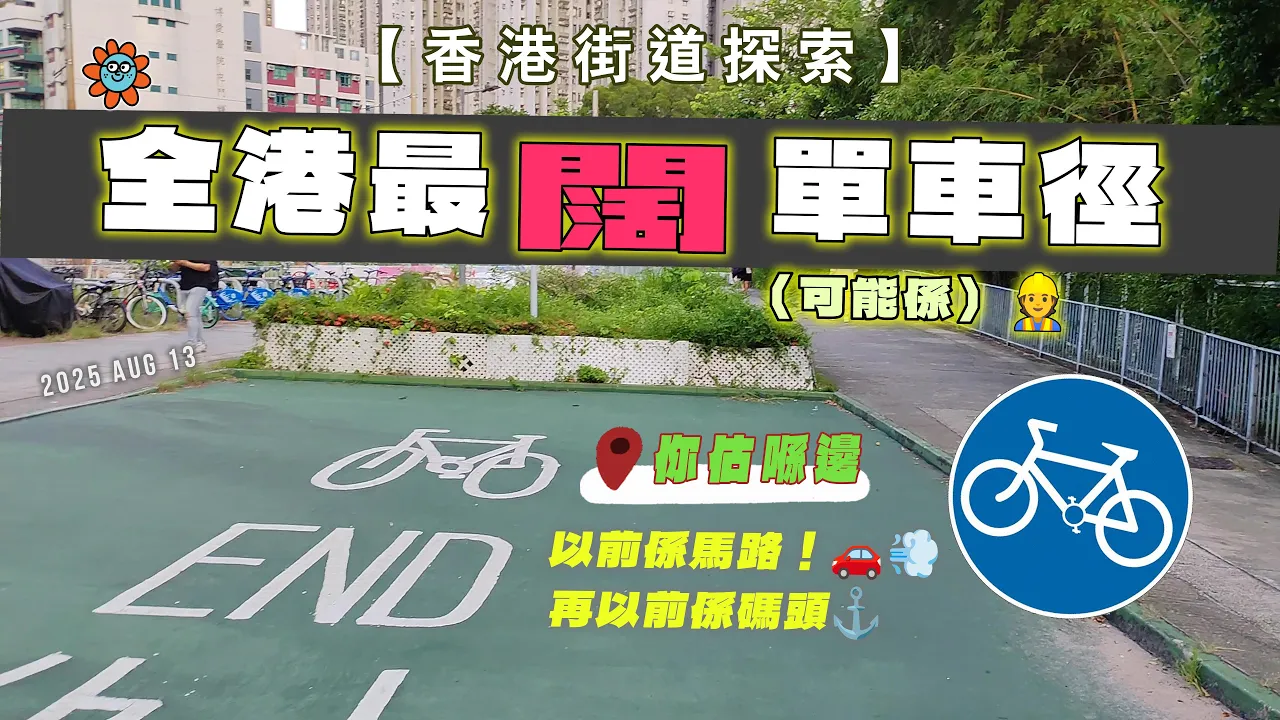 【香港街道探索】
全港最闊單車徑
(可能係)
2025 AUG 13
你估喺邊
以前係馬路！
再以前係碼頭
END